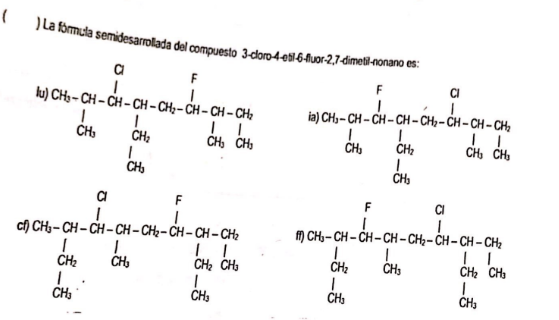 ( ) La fórmula semidesarrollada del compuesto 3-cloro-4-etil-6-fluor-2,7-dimetil-nonano es:
Cl F
lu) CH₃ – CH – CH – CH – CH₂ – CH – CH – CH₂
CH₃ CH₂ CH₃ CH₃
CH₃
F Cl
ia) CH₃ – CH – CH – CH – CH₂ – CH – CH – CH₂
CH₃ CH₂ CH₃ CH₃
CH₃
Cl F
cf) CH₃ – CH – CH – CH – CH₂ – CH – CH – CH₂
CH₂ CH₃ CH₂ CH₃
CH₃ CH₃
F Cl
ff) CH₃ – CH – CH – CH – CH₂ – CH – CH – CH₂
CH₂ CH₃ CH₂ CH₃
CH₃ CH₃